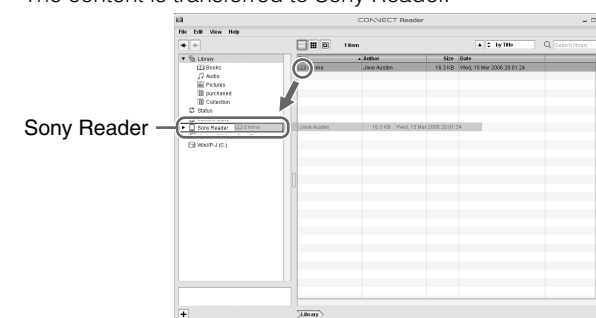 The content is transferred to Sony Reader.
CONNECT Reader
File Edit View Help
1 item
by Title
Search library
Library
Author Size Date
Books
Emma Jane Austen 16.3 KB Wed, 15 Mar 2006 20:01:24
Audio
Pictures
purchased
Collection
Status
Sony Reader
Sony Reader Emma Jane Austen 16.3 KB Wed, 15 Mar 2006 20:01:24
WinXP-J (C:)
Library